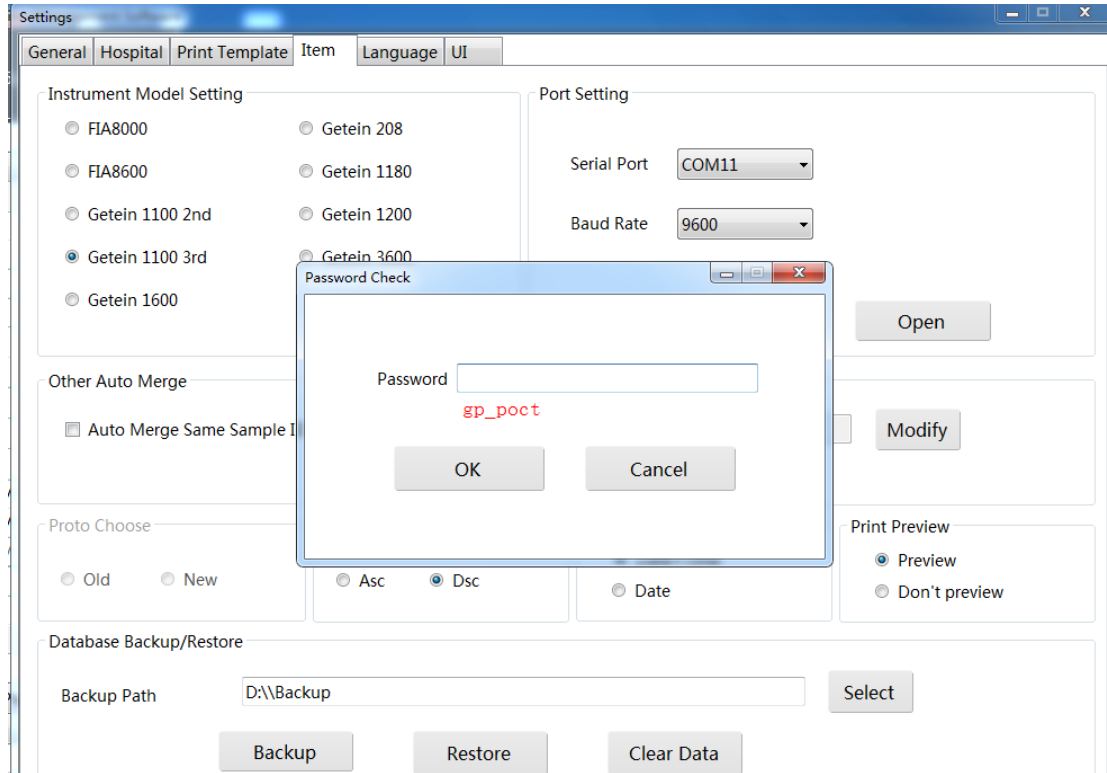 Settings
General Hospital Print Template Item Language UI
Instrument Model Setting
FIA8000 Getein 208
FIA8600 Getein 1180
Getein 1100 2nd Getein 1200
Getein 1100 3rd Getein 3600
Getein 1600
Port Setting
Serial Port COM11
Baud Rate 9600
Open
Password Check
Password
gp_poct
OK Cancel
Other Auto Merge
Auto Merge Same Sample I
Modify
Proto Choose
Old New
Asc Dsc
Date
Print Preview
Preview
Don't preview
Database Backup/Restore
Backup Path D:\\Backup Select
Backup Restore Clear Data